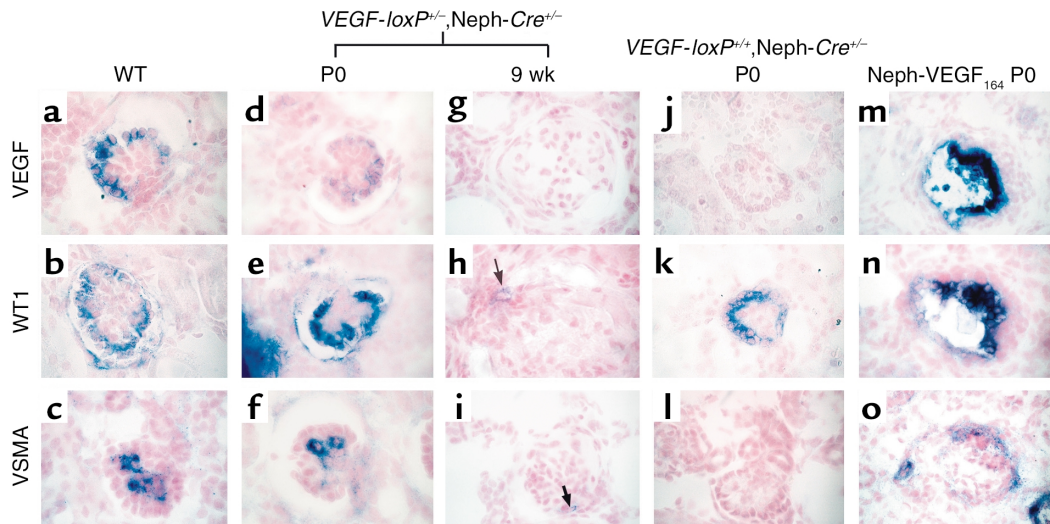 VEGF-loxP+/–,Neph-Cre+/–
VEGF-loxP+/+,Neph-Cre+/–
WT P0 9 wk P0 Neph-VEGF164 P0
VEGF a d g j m
WT1 b e h k n
VSMA c f i l o